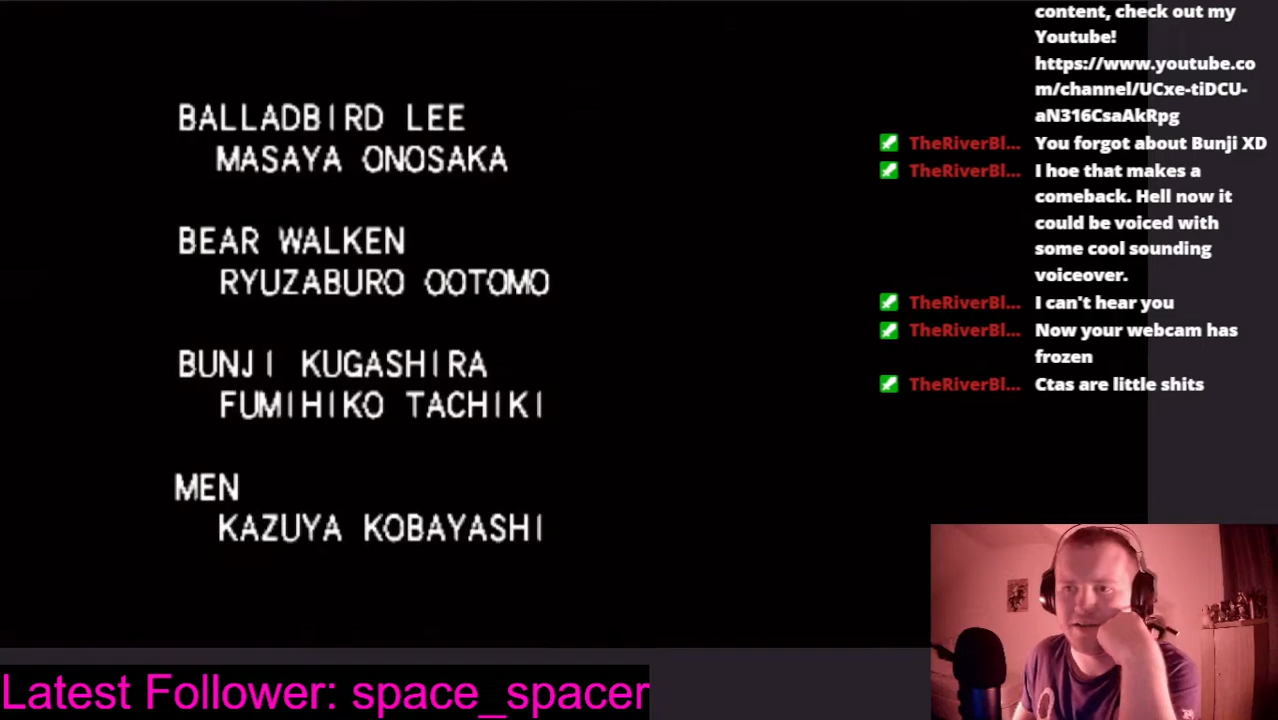 BALLADBIRD LEE
MASAYA ONOSAKA
BEAR WALKEN
RYUZABURO OOTOMO
BUNJI KUGASHIRA
FUMIHIKO TACHIKI
MEN
KAZUYA KOBAYASHI
content, check out my
Youtube!
https://www.youtube.co
m/channel/UCxe-tiDCU-
aN316CsaAkRpg
TheRiverBl... You forgot about Bunji XD
TheRiverBl... I hoe that makes a
comeback. Hell now it
could be voiced with
some cool sounding
voiceover.
TheRiverBl... I can't hear you
TheRiverBl... Now your webcam has
frozen
TheRiverBl... Ctas are little shits
Latest Follower: space_spacer